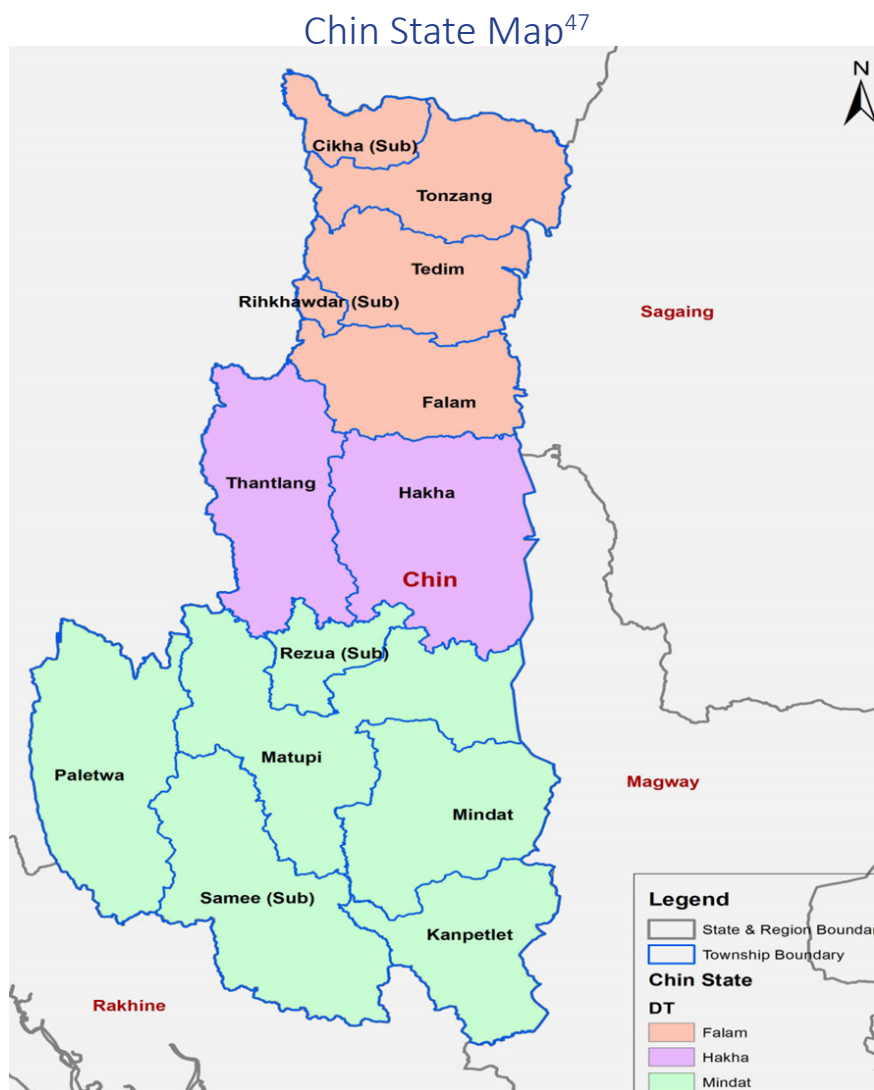 Chin State Map47
N
Cikha (Sub)
Tonzang
Tedim
Rihkhawdar (Sub)
Sagaing
Falam
Thantlang
Hakha
Chin
Rezua (Sub)
Matupi
Paletwa
Magway
Mindat
Samee (Sub)
Kanpetlet
Rakhine
Legend
State & Region Boundar
Township Boundary
Chin State
DT
Falam
Hakha
Mindat